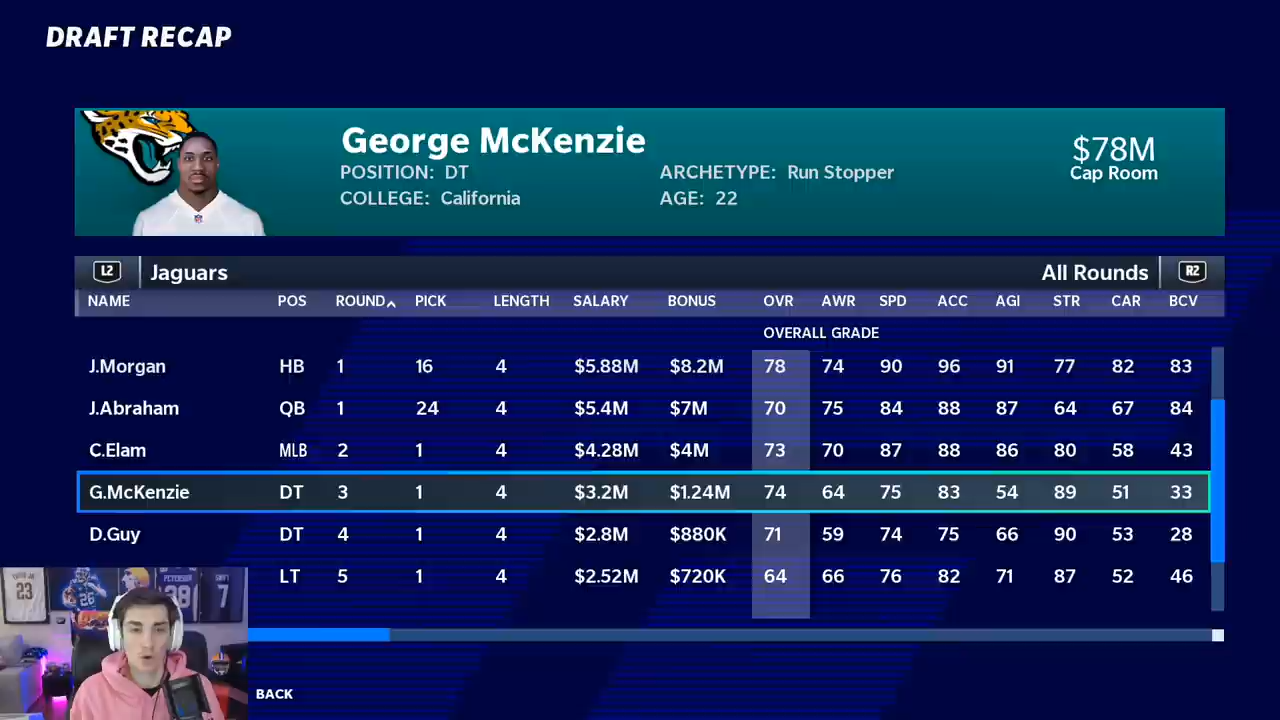 DRAFT RECAP
George McKenzie
POSITION: DT
COLLEGE: California
ARCHETYPE: Run Stopper
AGE: 22
$78M
Cap Room
L2 Jaguars All Rounds R2
NAME POS ROUND PICK LENGTH SALARY BONUS OVR AWR SPD ACC AGI STR CAR BCV
OVERALL GRADE
J.Morgan HB 1 16 4 $5.88M $8.2M 78 74 90 96 91 77 82 83
J.Abraham QB 1 24 4 $5.4M $7M 70 75 84 88 87 64 67 84
C.Elam MLB 2 1 4 $4.28M $4M 73 70 87 88 86 80 58 43
G.McKenzie DT 3 1 4 $3.2M $1.24M 74 64 75 83 54 89 51 33
D.Guy DT 4 1 4 $2.8M $880K 71 59 74 75 66 90 53 28
LT 5 1 4 $2.52M $720K 64 66 76 82 71 87 52 46
23
26
PETERSON
7
BACK